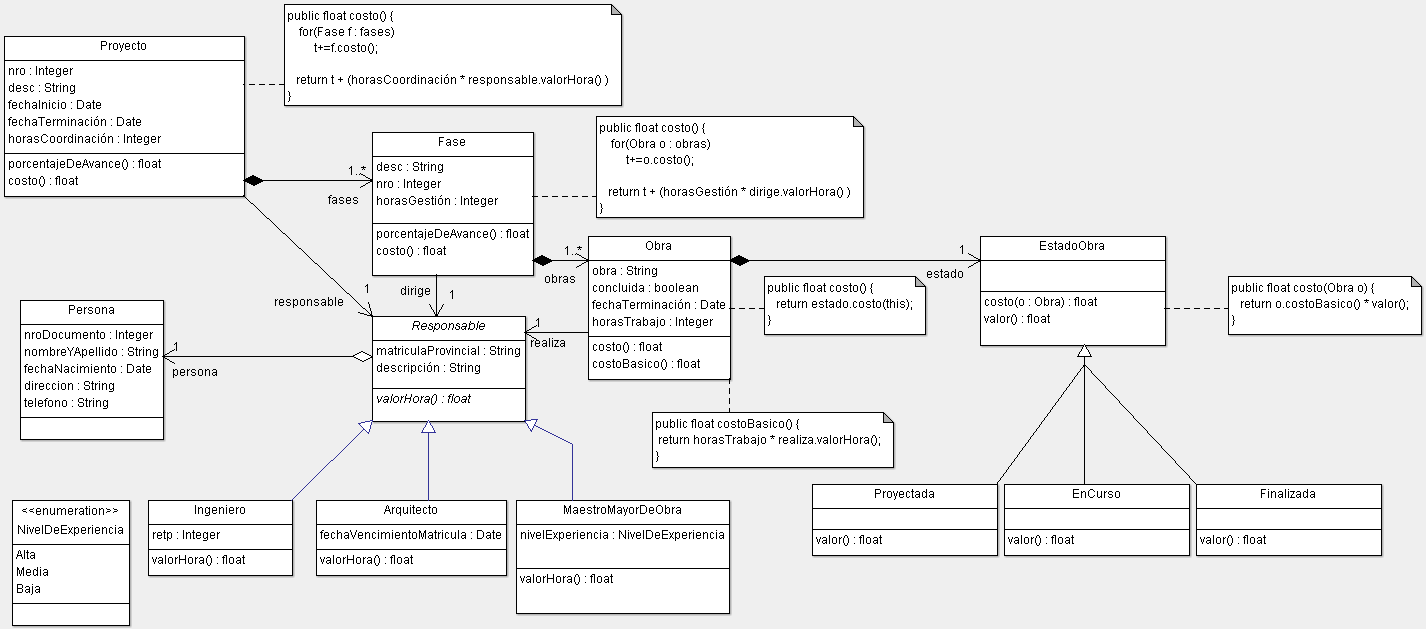 public float costo() {
for(Fase f : fases)
t+=f.costo();
return t + (horasCoordinación * responsable.valorHora() )
}
Proyecto
nro : Integer
desc : String
fechaInicio : Date
fechaTerminación : Date
horasCoordinación : Integer
porcentajeDeAvance() : float
costo() : float
public float costo() {
for(Obra o : obras)
t+=o.costo();
return t + (horasGestión * dirige.valorHora() )
}
Fase
desc : String
nro : Integer
horasGestión : Integer
porcentajeDeAvance() : float
costo() : float
1..*
fases
Obra
obra : String
concluida : boolean
fechaTerminación : Date
horasTrabajo : Integer
costo() : float
costoBasico() : float
1..*
obras
EstadoObra
costo(o : Obra) : float
valor() : float
1
estado
public float costo() {
return estado.costo(this);
}
public float costo(Obra o) {
return o.costoBasico() * valor();
}
responsable
1
dirige
1
1
realiza
Persona
nroDocumento : Integer
nombreYApellido : String
fechaNacimiento : Date
direccion : String
telefono : String
1
persona
Responsable
matriculaProvincial : String
descripción : String
valorHora() : float
public float costoBasico() {
return horasTrabajo * realiza.valorHora();
}
<<enumeration>>
NivelDeExperiencia
Alta
Media
Baja
Ingeniero
retp : Integer
valorHora() : float
Arquitecto
fechaVencimientoMatricula : Date
valorHora() : float
MaestroMayorDeObra
nivelExperiencia : NivelDeExperiencia
valorHora() : float
Proyectada
valor() : float
EnCurso
valor() : float
Finalizada
valor() : float